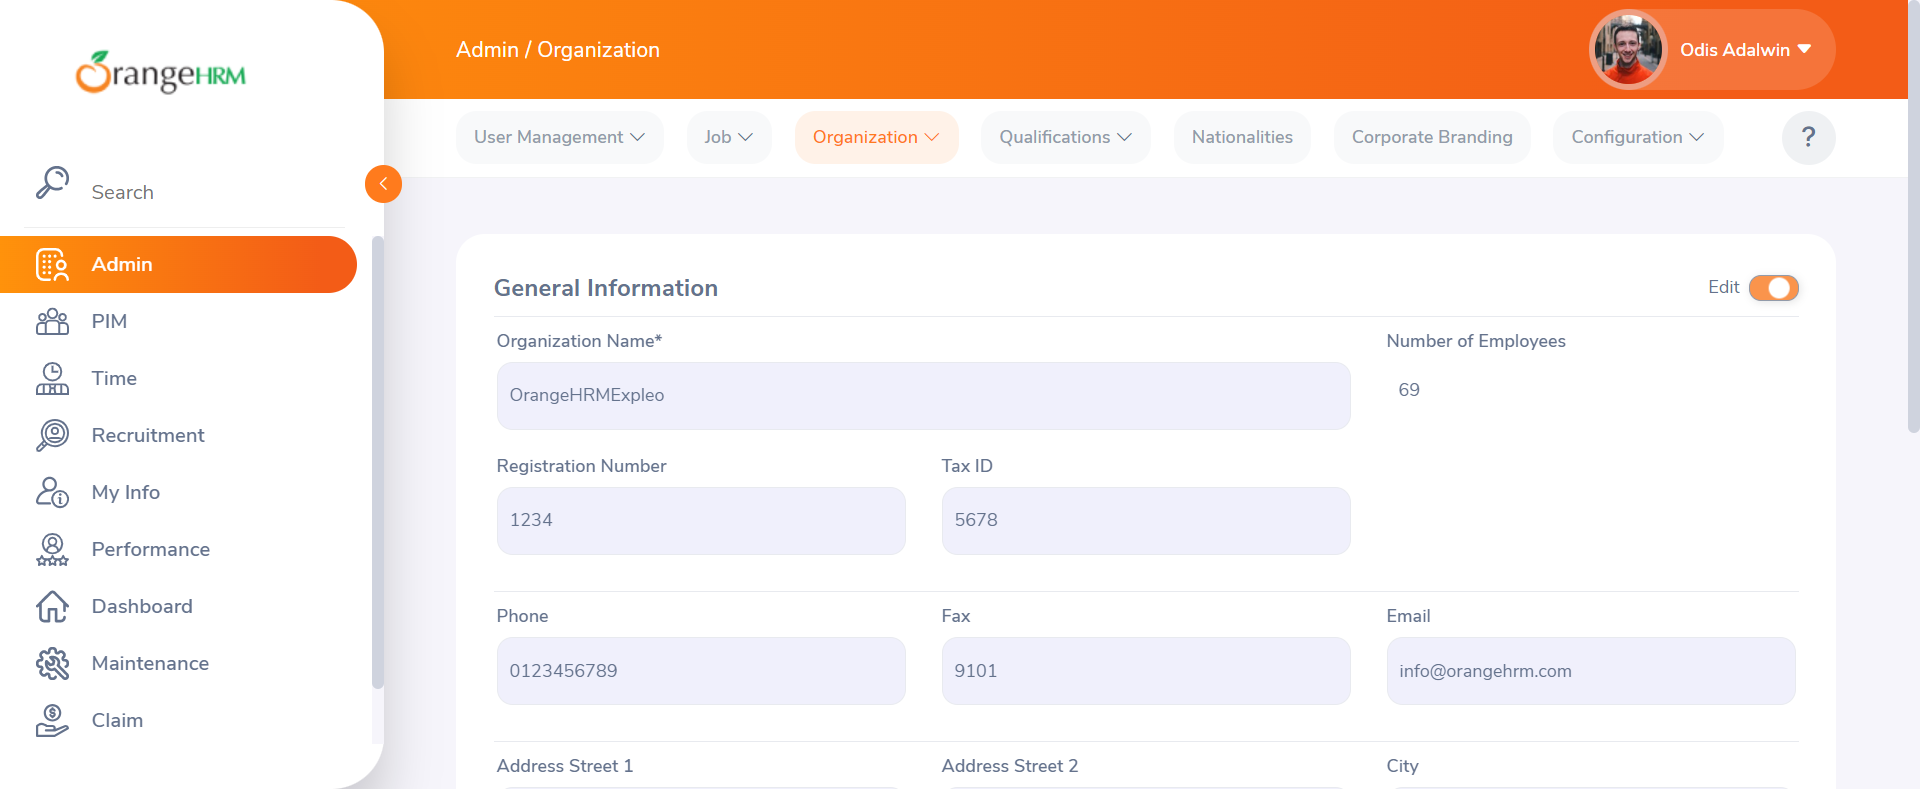 OrangeHRM
Admin / Organization
Odis Adalwin
User Management
Job
Organization
Qualifications
Nationalities
Corporate Branding
Configuration
?
Search
Admin
PIM
Time
Recruitment
My Info
Performance
Dashboard
Maintenance
Claim
General Information
Edit
Organization Name*
Number of Employees
OrangeHRMExpleo
69
Registration Number
Tax ID
1234
5678
Phone
Fax
Email
0123456789
9101
info@orangehrm.com
Address Street 1
Address Street 2
City